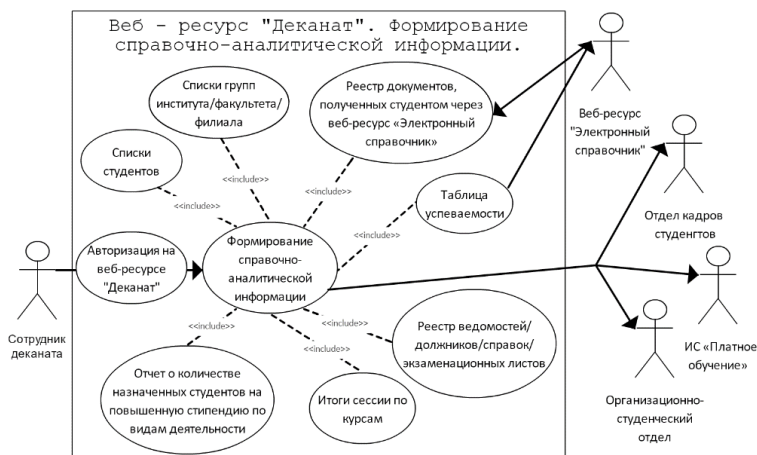 Веб - ресурс "Деканат". Формирование
справочно-аналитической информации.
Списки групп
института/факультета/
филиала
Реестр документов,
полученных студентом через
веб-ресурс «Электронный
справочник»
Веб-ресурс
"Электронный
справочник"
Списки
студентов
<<include>>
<<include>>
<<include>>
Таблица
успеваемости
<<include>>
Отдел кадров
студенгтов
Авторизация на
веб-ресурсе
"Деканат"
Формирование
справочно-
аналитической
информации
Сотрудник
деканата
<<include>>
<<include>>
<<include>>
Реестр ведомостей/
должников/справок/
экзаменационных листов
ИС «Платное
обучение»
Отчет о количестве
назначенных студентов на
повышенную стипендию по
видам деятельности
Итоги сессии по
курсам
Организационно-
студенческий
отдел